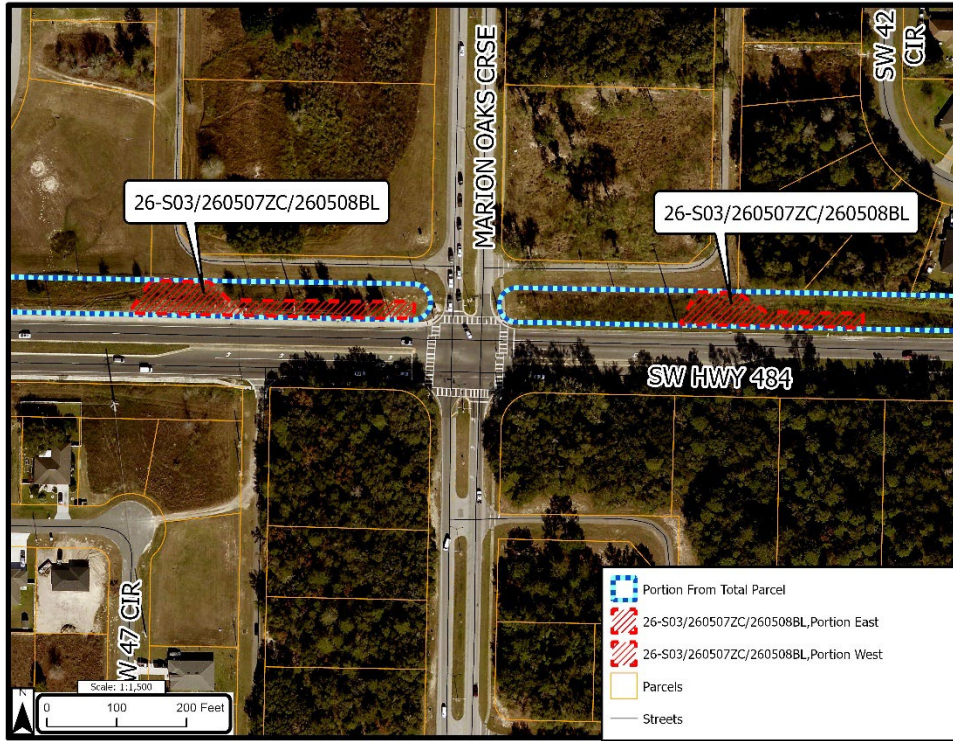 SW 42
CIR
MARION OAKS CRSE
26-S03/260507ZC/260508BL
26-S03/260507ZC/260508BL
SW HWY 484
W 47 CIR
Portion From Total Parcel
26-S03/260507ZC/260508BL,Portion East
26-S03/260507ZC/260508BL,Portion West
Parcels
Streets
N
Scale: 1:1,500
0 100 200 Feet